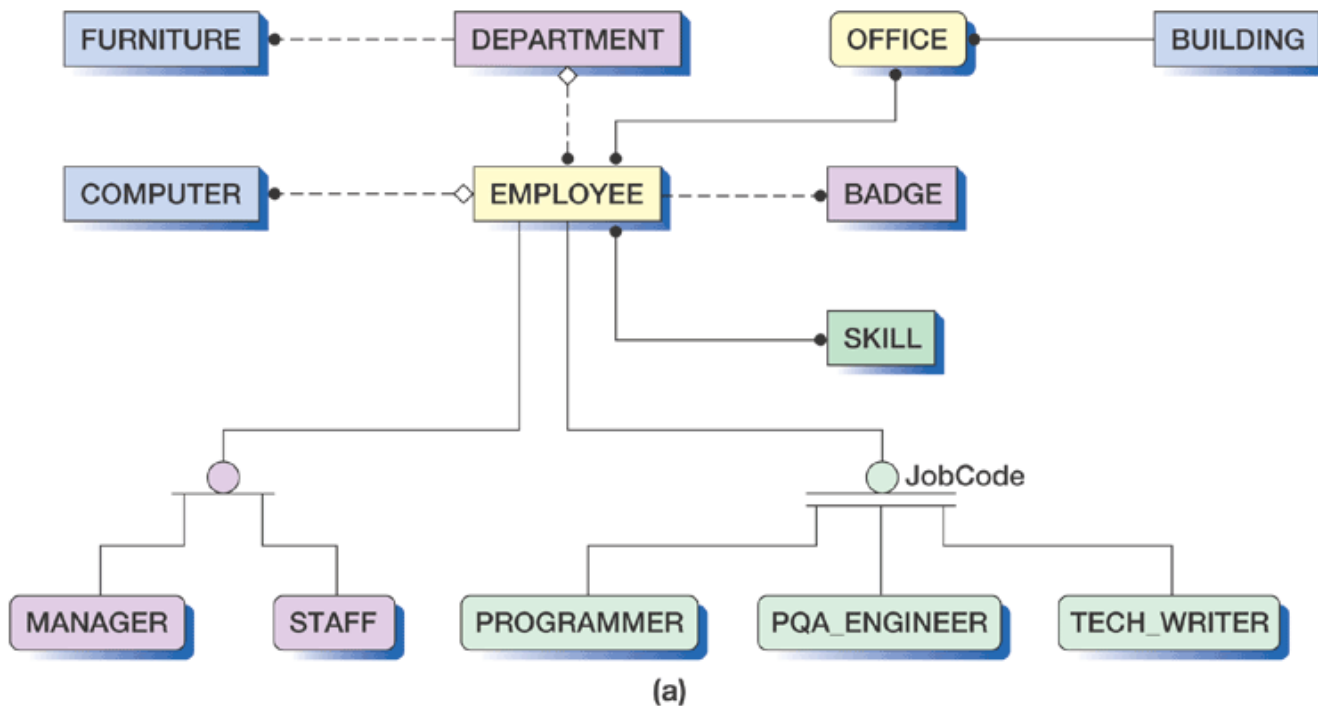 FURNITURE
DEPARTMENT
OFFICE
BUILDING
COMPUTER
EMPLOYEE
BADGE
SKILL
JobCode
MANAGER
STAFF
PROGRAMMER
PQA_ENGINEER
TECH_WRITER
(a)